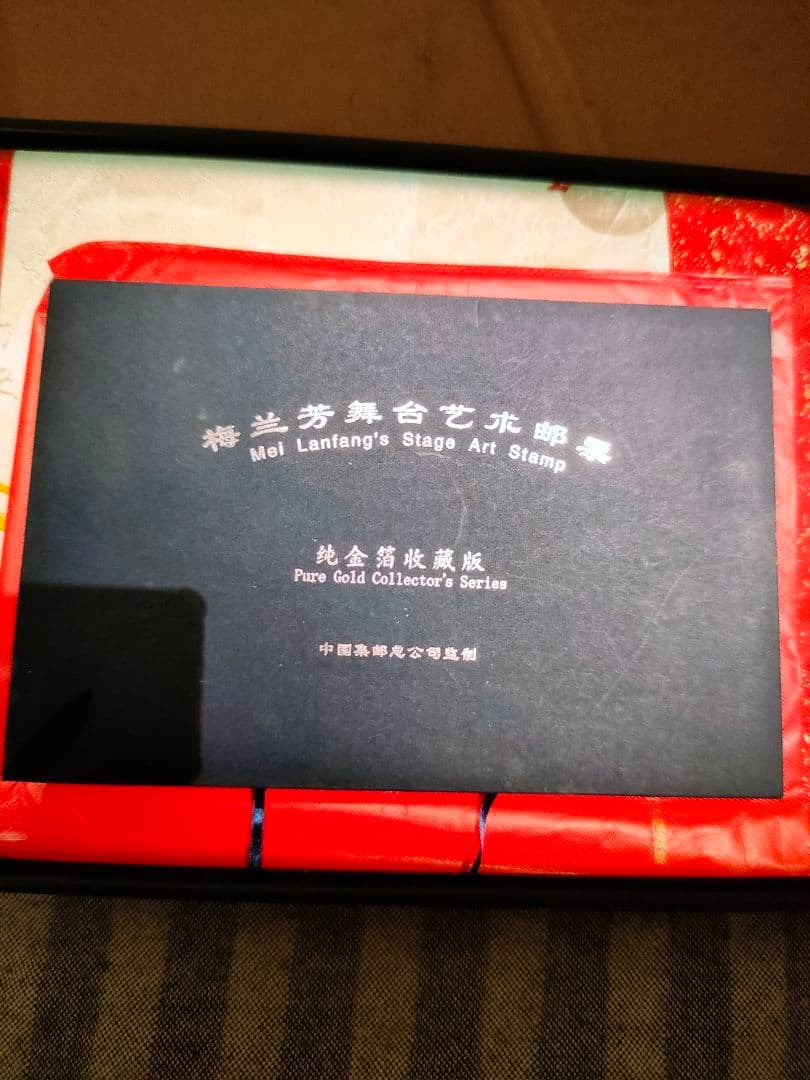 梅兰芳舞台艺术邮票
Mei Lanfang's Stage Art Stamp
纯金箔收藏版
Pure Gold Collector's Series
中国集邮总公司监制